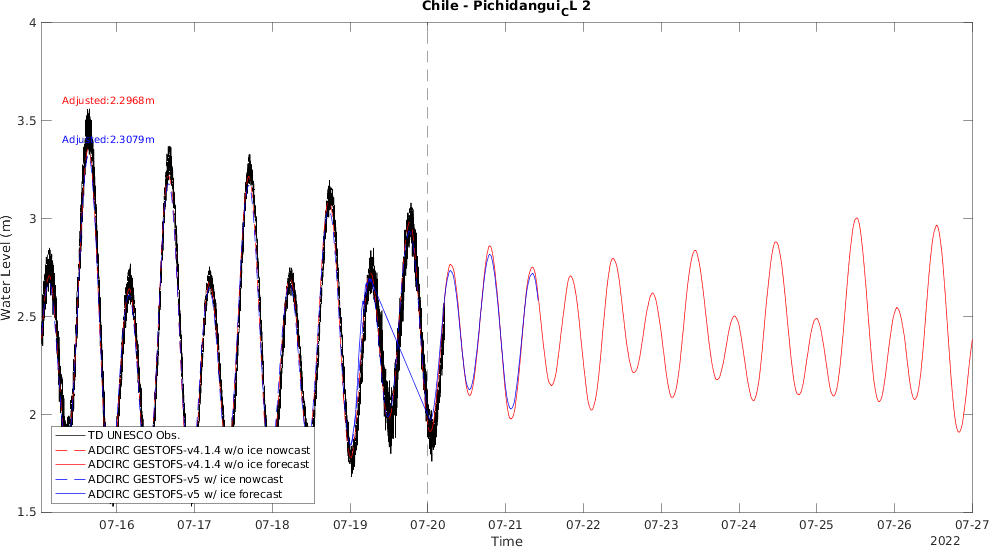 Chile - PichidanguiCL 2
4
3.5
3
2.5
2
1.5
Water Level (m)
Adjusted:2.2968m
Adjusted:2.3079m
TD UNESCO Obs.
ADCIRC GESTOFS-v4.1.4 w/o ice nowcast
ADCIRC GESTOFS-v4.1.4 w/o ice forecast
ADCIRC GESTOFS-v5 w/ ice nowcast
ADCIRC GESTOFS-v5 w/ ice forecast
07-16 07-17 07-18 07-19 07-20 07-21 07-22 07-23 07-24 07-25 07-26 07-27
Time
2022